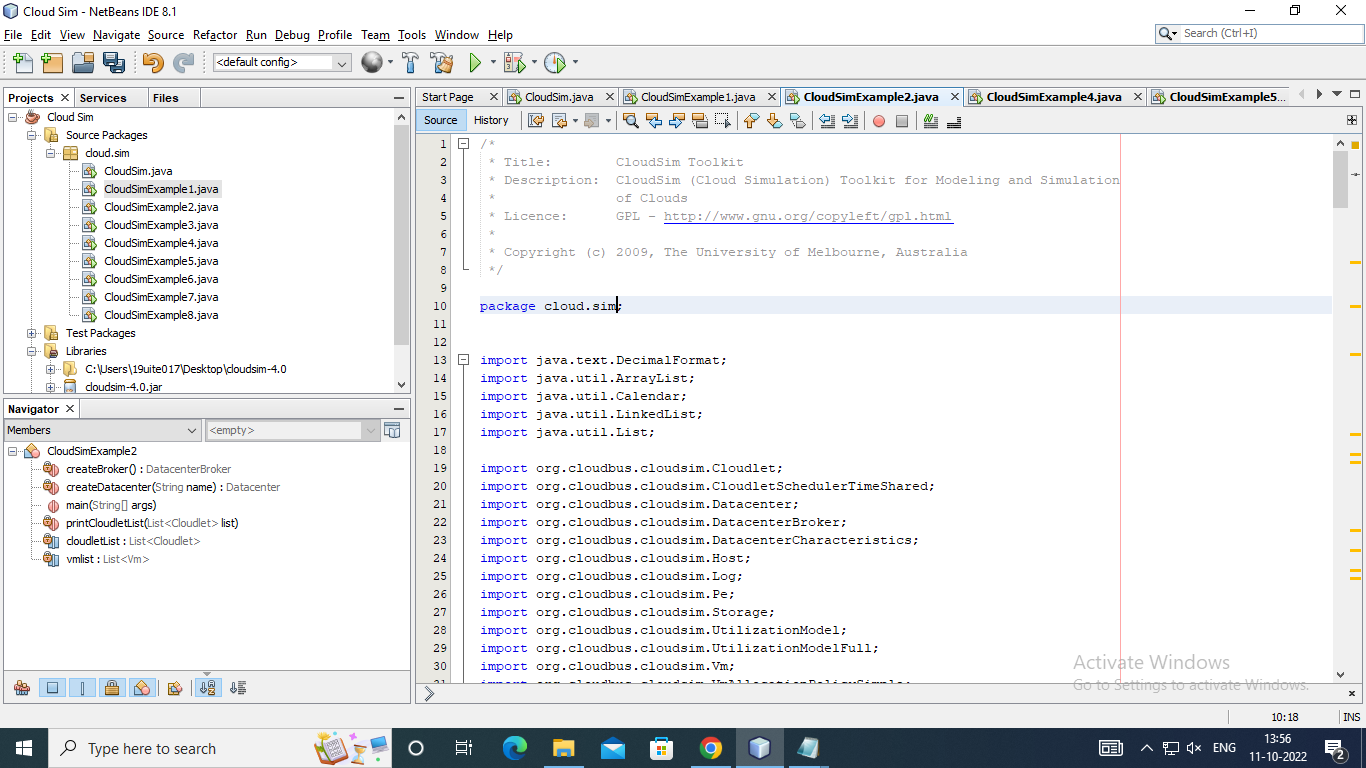 Cloud Sim - NetBeans IDE 8.1
File Edit View Navigate Source Refactor Run Debug Profile Team Tools Window Help
Search (Ctrl+I)
<default config>
Projects Services Files
Cloud Sim
Source Packages
cloud.sim
CloudSim.java
CloudSimExample1.java
CloudSimExample2.java
CloudSimExample3.java
CloudSimExample4.java
CloudSimExample5.java
CloudSimExample6.java
CloudSimExample7.java
CloudSimExample8.java
Test Packages
Libraries
C:\Users\19uite017\Desktop\cloudsim-4.0
cloudsim-4.0.jar
Navigator
Members <empty>
CloudSimExample2
createBroker() : DatacenterBroker
createDatacenter(String name) : Datacenter
main(String[] args)
printCloudletList(List<Cloudlet> list)
cloudletList : List<Cloudlet>
vmlist : List<Vm>
Start Page CloudSim.java CloudSimExample1.java CloudSimExample2.java CloudSimExample4.java CloudSimExample5...
Source History
1 /*
2 * Title: CloudSim Toolkit
3 * Description: CloudSim (Cloud Simulation) Toolkit for Modeling and Simulation
4 * of Clouds
5 * Licence: GPL - http://www.gnu.org/copyleft/gpl.html
6 *
7 * Copyright (c) 2009, The University of Melbourne, Australia
8 */
9
10 package cloud.sim;
11
12
13 import java.text.DecimalFormat;
14 import java.util.ArrayList;
15 import java.util.Calendar;
16 import java.util.LinkedList;
17 import java.util.List;
18
19 import org.cloudbus.cloudsim.Cloudlet;
20 import org.cloudbus.cloudsim.CloudletSchedulerTimeShared;
21 import org.cloudbus.cloudsim.Datacenter;
22 import org.cloudbus.cloudsim.DatacenterBroker;
23 import org.cloudbus.cloudsim.DatacenterCharacteristics;
24 import org.cloudbus.cloudsim.Host;
25 import org.cloudbus.cloudsim.Log;
26 import org.cloudbus.cloudsim.Pe;
27 import org.cloudbus.cloudsim.Storage;
28 import org.cloudbus.cloudsim.UtilizationModel;
29 import org.cloudbus.cloudsim.UtilizationModelFull;
30 import org.cloudbus.cloudsim.Vm;
Activate Windows
Go to Settings to activate Windows.
10:18 INS
Type here to search
ENG
13:56
11-10-2022
2